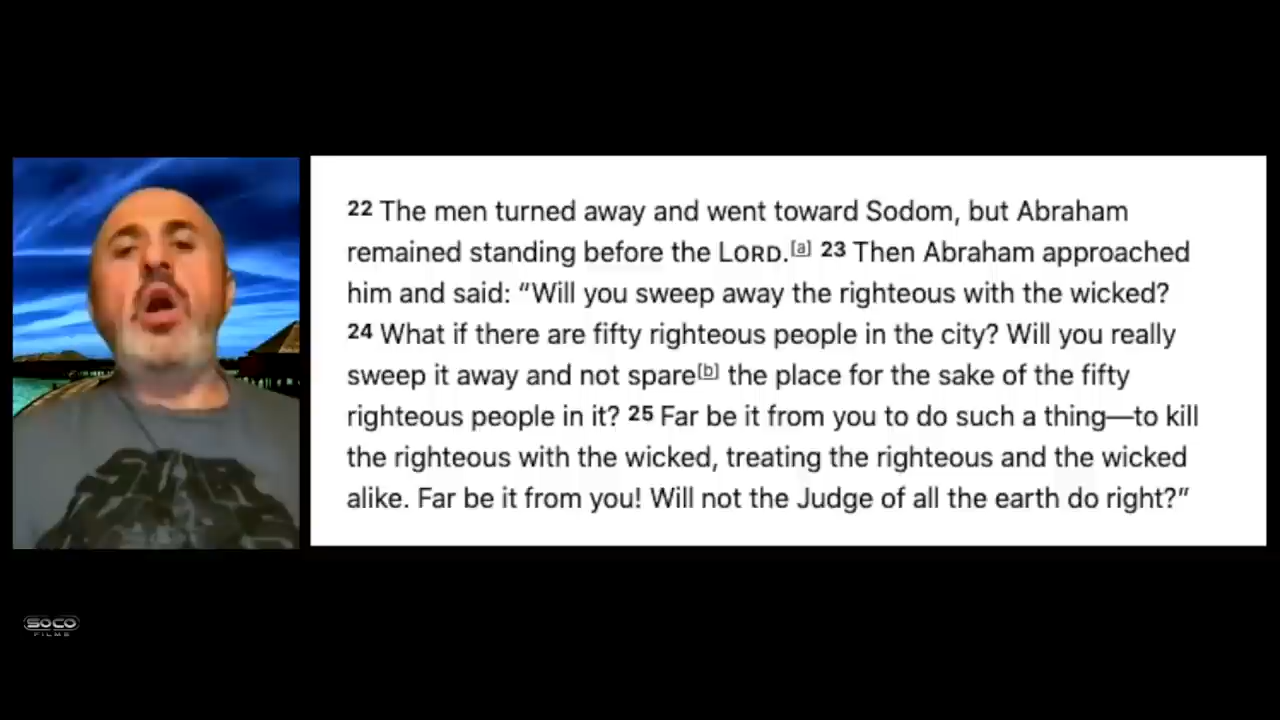 22 The men turned away and went toward Sodom, but Abraham
remained standing before the LORD.[a] 23 Then Abraham approached
him and said: “Will you sweep away the righteous with the wicked?
24 What if there are fifty righteous people in the city? Will you really
sweep it away and not spare[b] the place for the sake of the fifty
righteous people in it? 25 Far be it from you to do such a thing—to kill
the righteous with the wicked, treating the righteous and the wicked
alike. Far be it from you! Will not the Judge of all the earth do right?”
SOCO
FILMS